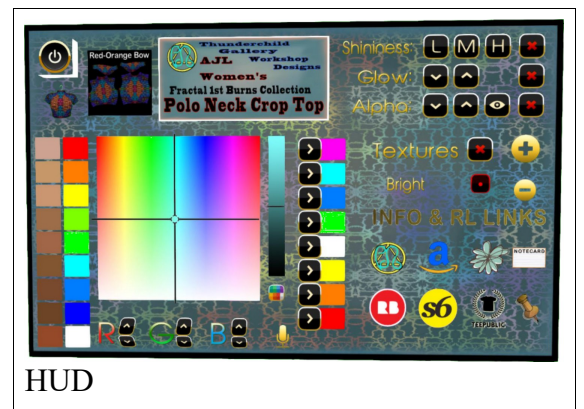 Red-Orange Bow
Thunderchild
Gallery
AJL Workshop
Designs
Women's
Fractal 1st Burns Collection
Polo Neck Crop Top
Shininess: L M H
Glow:
Alpha:
Textures
Bright
INFO & RL LINKS
a
NOTECARD
RB
s6
TEEPUBLIC
R G B
HUD